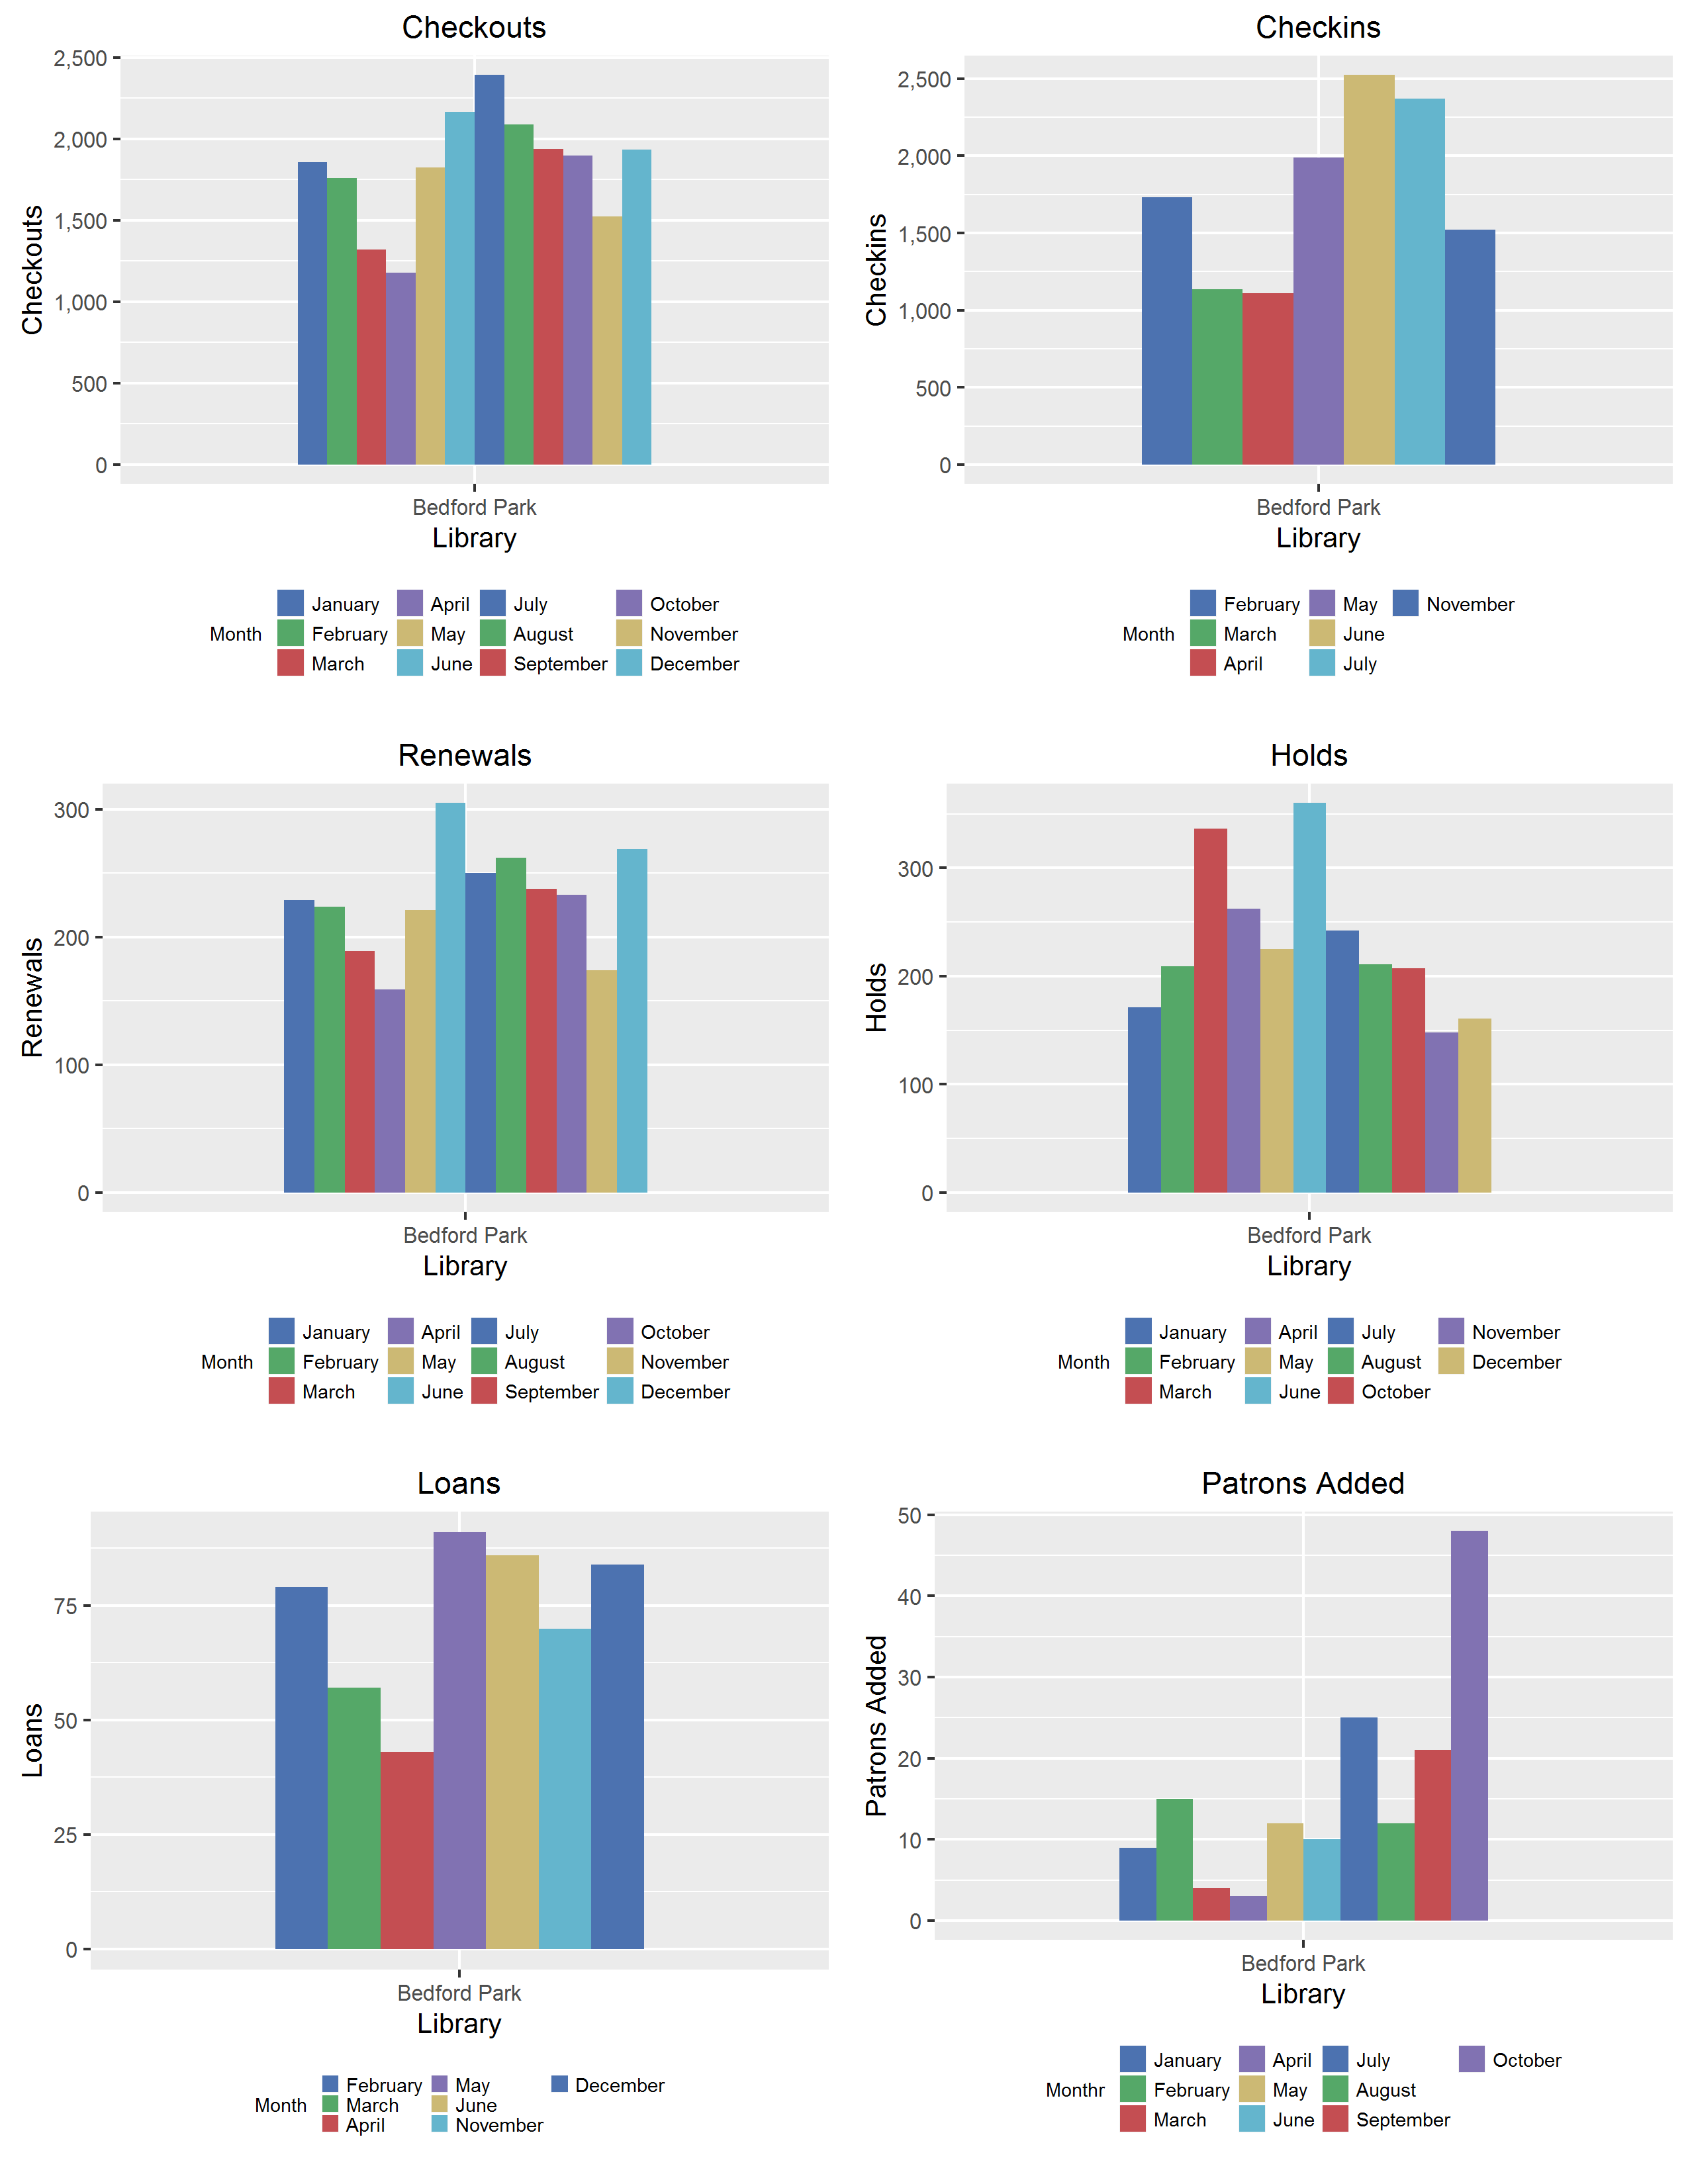 Checkouts
2,500
2,000
1,500
1,000
500
0
Checkouts
Bedford Park
Library
Month
January April July October
February May August November
March June September December
Checkins
2,500
2,000
1,500
1,000
500
0
Checkins
Bedford Park
Library
Month
February May November
March June
April July
Renewals
300
200
100
0
Renewals
Bedford Park
Library
Month
January April July October
February May August November
March June September December
Holds
300
200
100
0
Holds
Bedford Park
Library
Month
January April July November
February May August December
March June October
Loans
75
50
25
0
Loans
Bedford Park
Library
Month
February May December
March June
April November
Patrons Added
50
40
30
20
10
0
Patrons Added
Bedford Park
Library
Monthr
January April July October
February May August
March June September